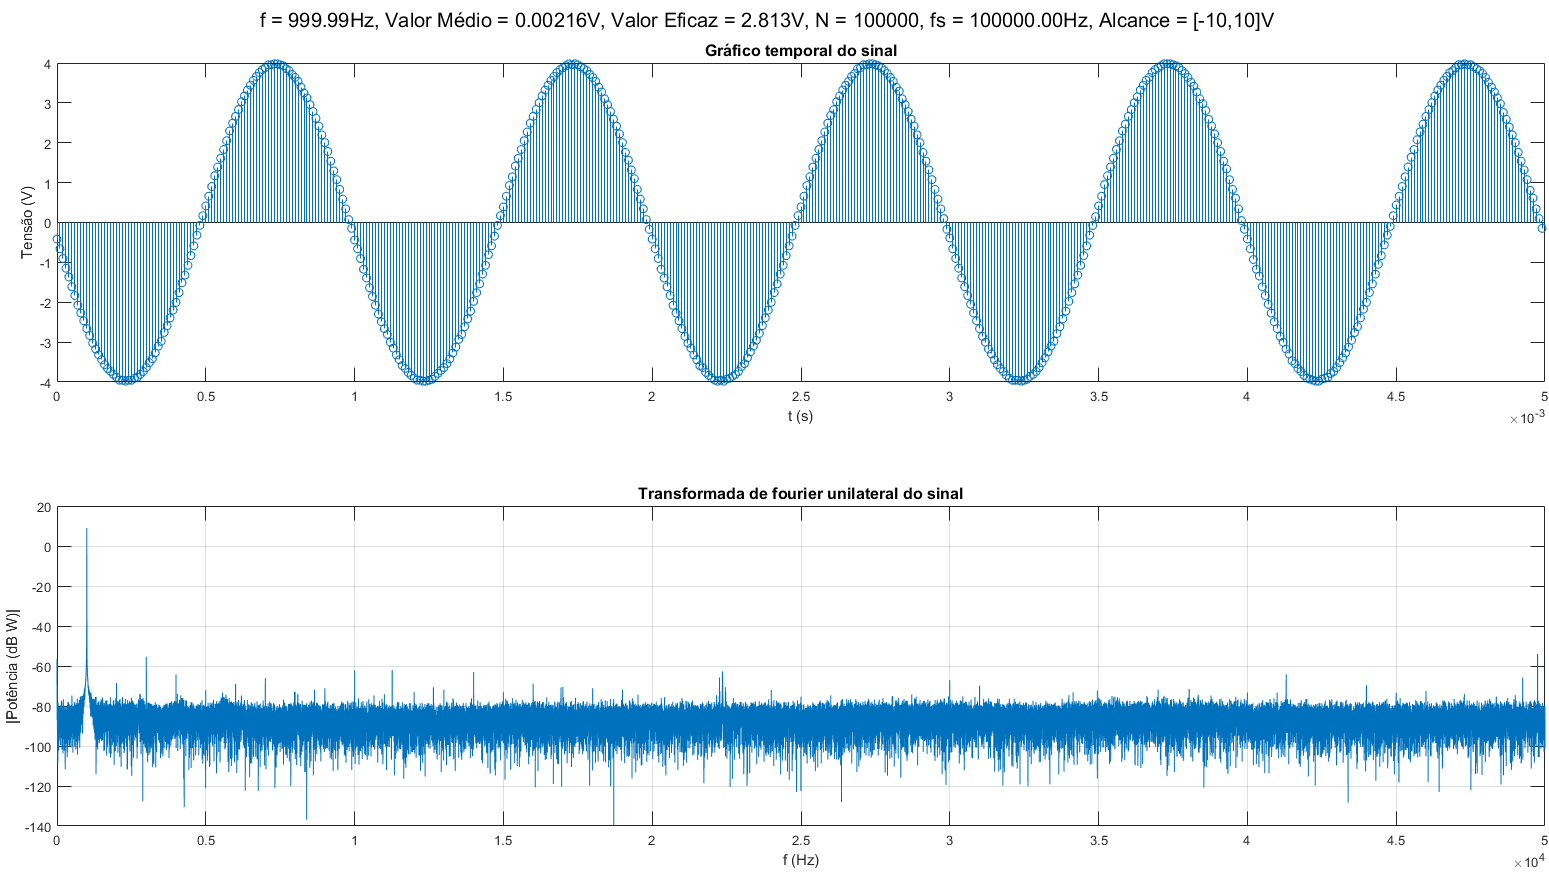 f = 999.99Hz, Valor Médio = 0.00216V, Valor Eficaz = 2.813V, N = 100000, fs = 100000.00Hz, Alcance = [-10,10]V
Gráfico temporal do sinal
4
3
2
1
0
-1
-2
-3
-4
Tensão (V)
0 0.5 1 1.5 2 2.5 3 3.5 4 4.5 5
t (s)
×10-3
Transformada de fourier unilateral do sinal
20
0
-20
-40
-60
-80
-100
-120
-140
|Potência (dB W)|
0 0.5 1 1.5 2 2.5 3 3.5 4 4.5 5
f (Hz)
×104